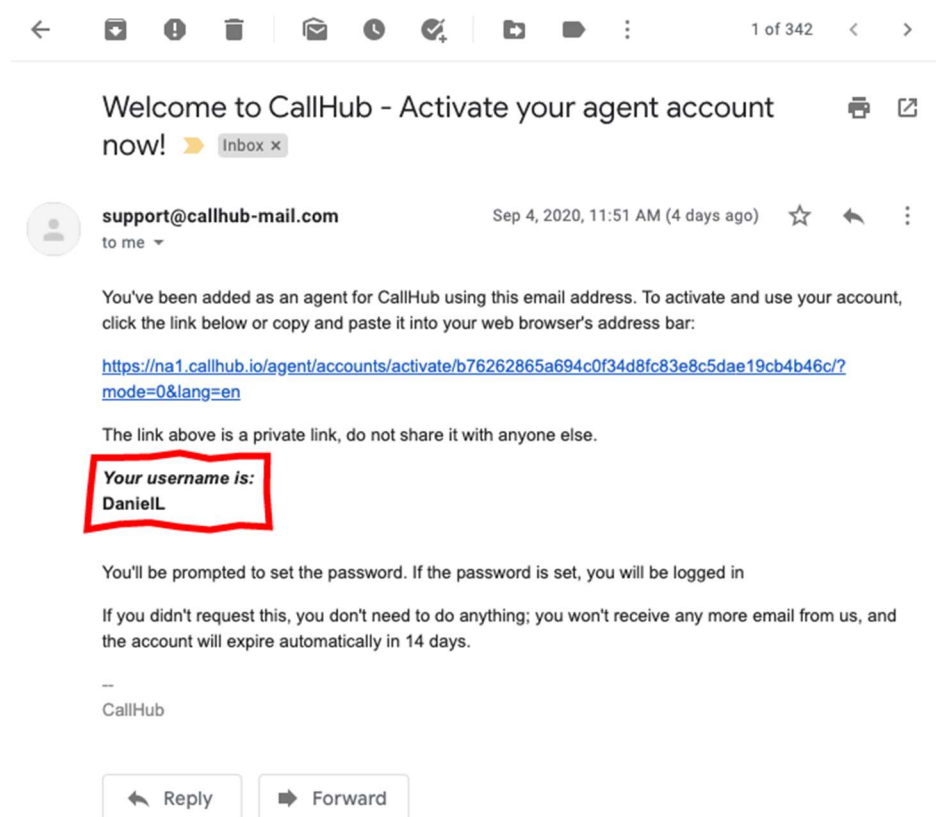 1 of 342
Welcome to CallHub - Activate your agent account
now! Inbox ×
support@callhub-mail.com Sep 4, 2020, 11:51 AM (4 days ago)
to me
You've been added as an agent for CallHub using this email address. To activate and use your account,
click the link below or copy and paste it into your web browser's address bar:
https://na1.callhub.io/agent/accounts/activate/b76262865a694c0f34d8fc83e8c5dae19cb4b46c/?
mode=0&lang=en
The link above is a private link, do not share it with anyone else.
Your username is:
DanielL
You'll be prompted to set the password. If the password is set, you will be logged in
If you didn't request this, you don't need to do anything; you won't receive any more email from us, and
the account will expire automatically in 14 days.
--
CallHub
Reply Forward